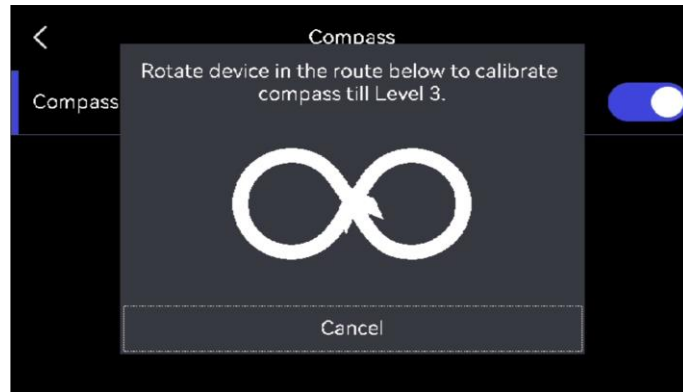 Compass
Rotate device in the route below to calibrate
compass till Level 3.
Compass
Cancel